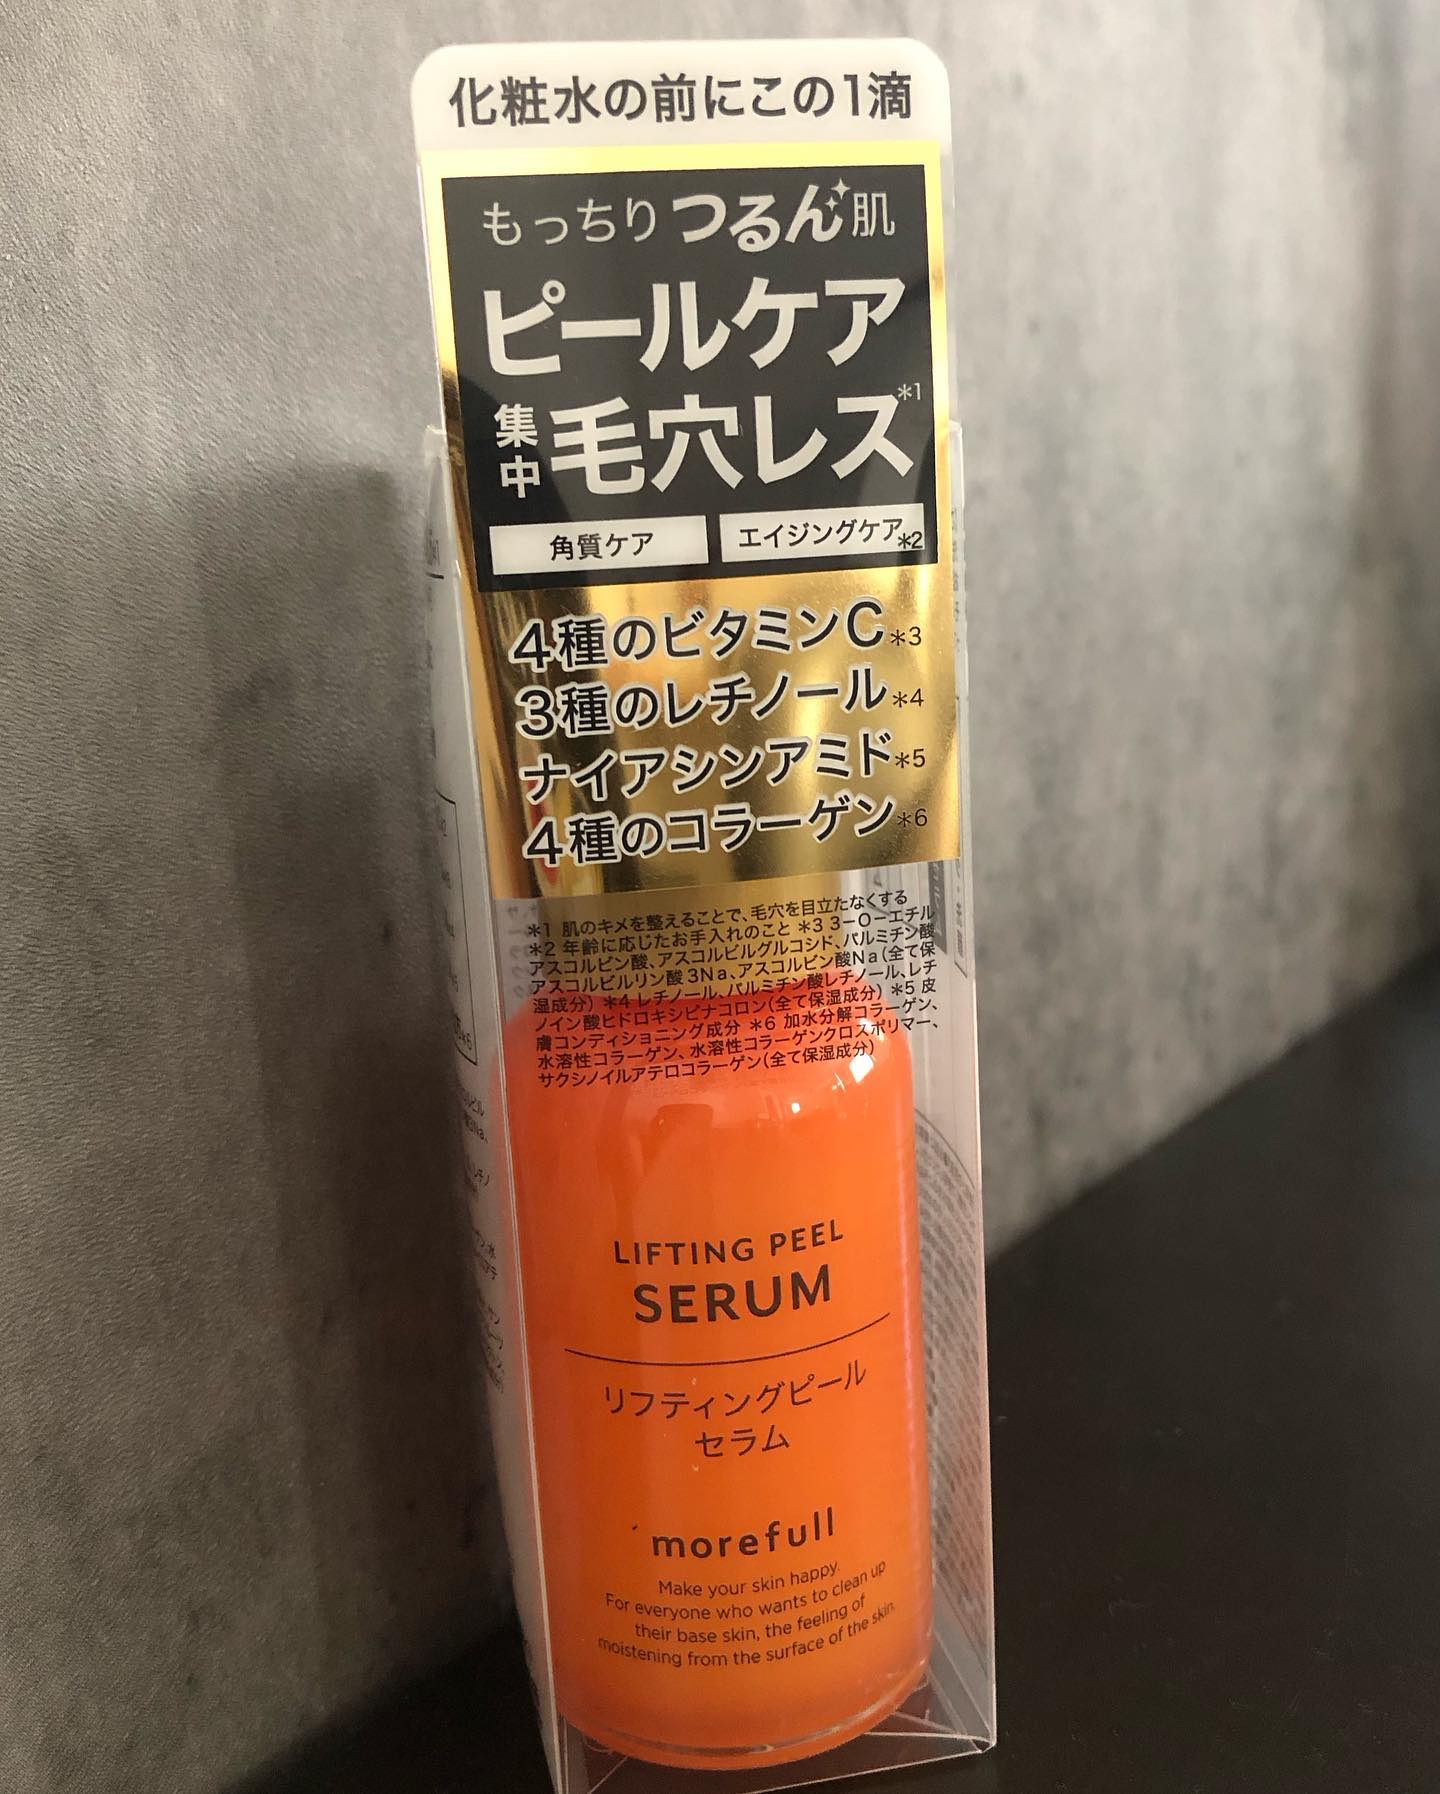 化粧水の前にこの1滴
もっちりつるん肌
ピールケア
集中毛穴レス*1
角質ケア エイジングケア*2
4種のビタミンC*3
3種のレチノール*4
ナイアシンアミド*5
4種のコラーゲン*6
*1 肌のキメを整えることで、毛穴を目立たなくする
*2 年齢に応じたお手入れのこと *3 3-O-エチル
アスコルビン酸、アスコルビルグルコシド、パルミチン酸
アスコルビルリン酸3Na、アスコルビン酸Na(全て保
湿成分) *4 レチノール、パルミチン酸レチノール、レチ
ノイン酸ヒドロキシピナコロン(全て保湿成分) *5 皮
膚コンディショニング成分 *6 加水分解コラーゲン、
水溶性コラーゲン、水溶性コラーゲンクロスポリマー、
サクシノイルアテロコラーゲン(全て保湿成分)
LIFTING PEEL
SERUM
リフティングピール
セラム
morefull
Make your skin happy.
For everyone who wants to clean up
their base skin, the feeling of
moistening from the surface of the skin.